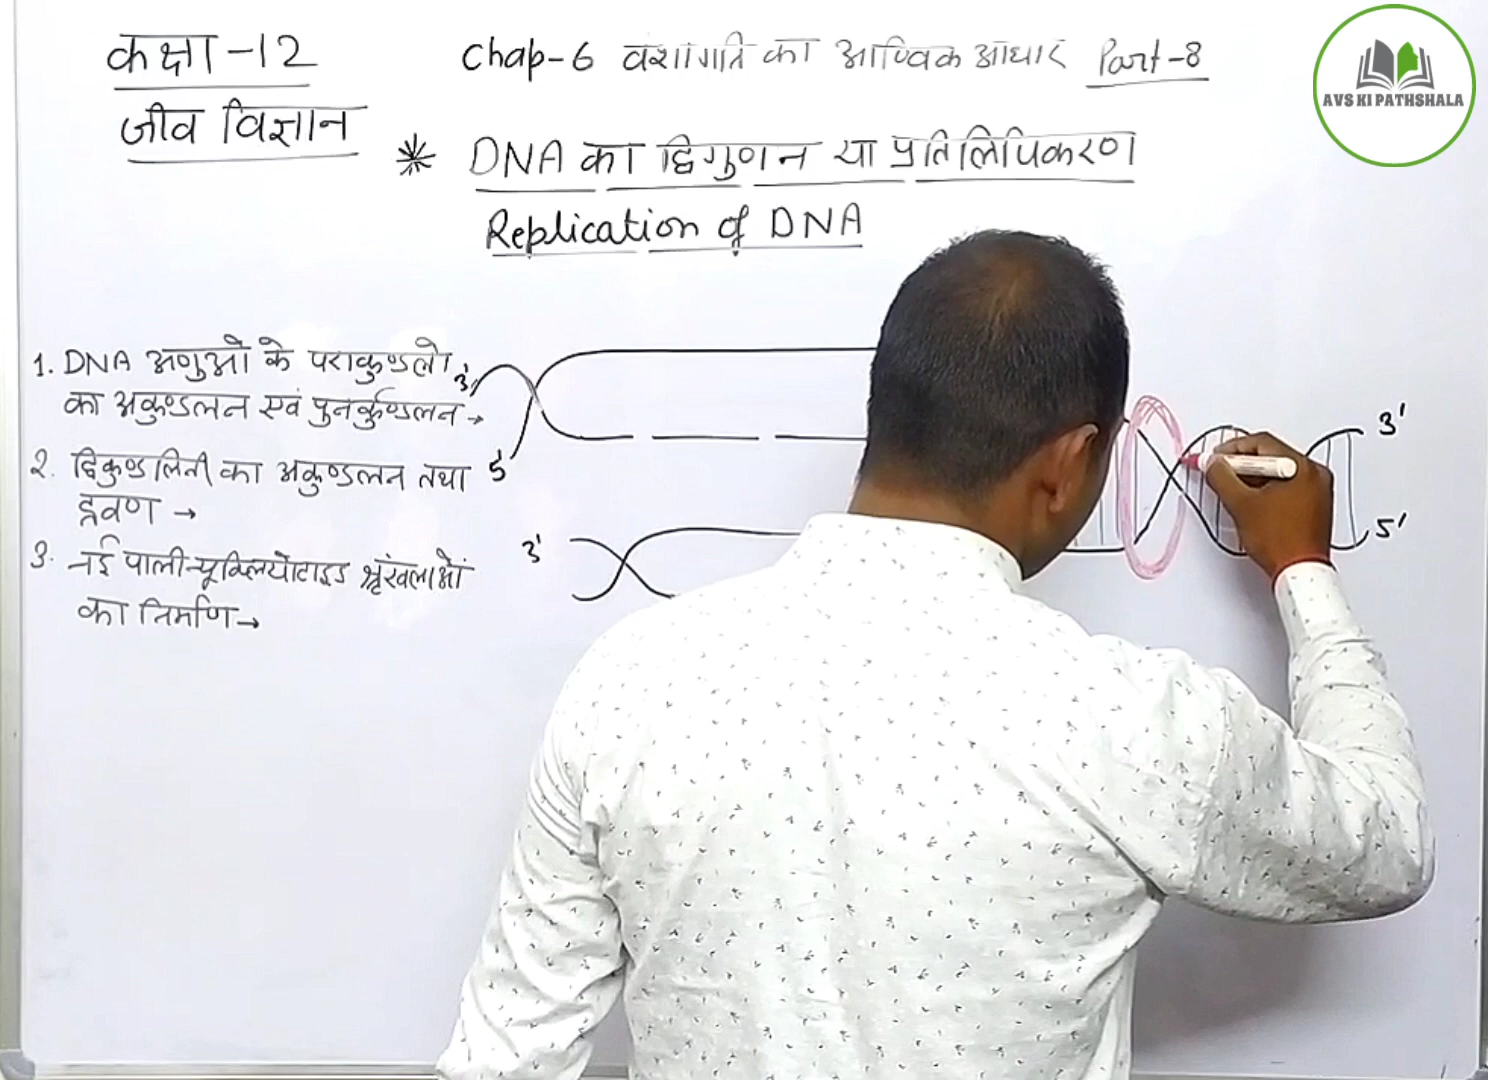 कक्षा -12
जीव विज्ञान
Chap-6 वंशागति का आण्विक आधार Part-8
AVS KI PATHSHALA
* DNA का द्विगुणन या प्रतिलिपिकरण
Replication of DNA
1. DNA अणुओ के पराकुण्डलो
का अकुण्डलन एवं पुनर्कुण्डलन →
2. द्विकुण्डलिनी का अकुण्डलन तथा
द्रवण →
3. नई पालीन्यूक्लियोटाइड श्रृंखलाओं
का निर्माण →
3'
5'
3'
3'
5'